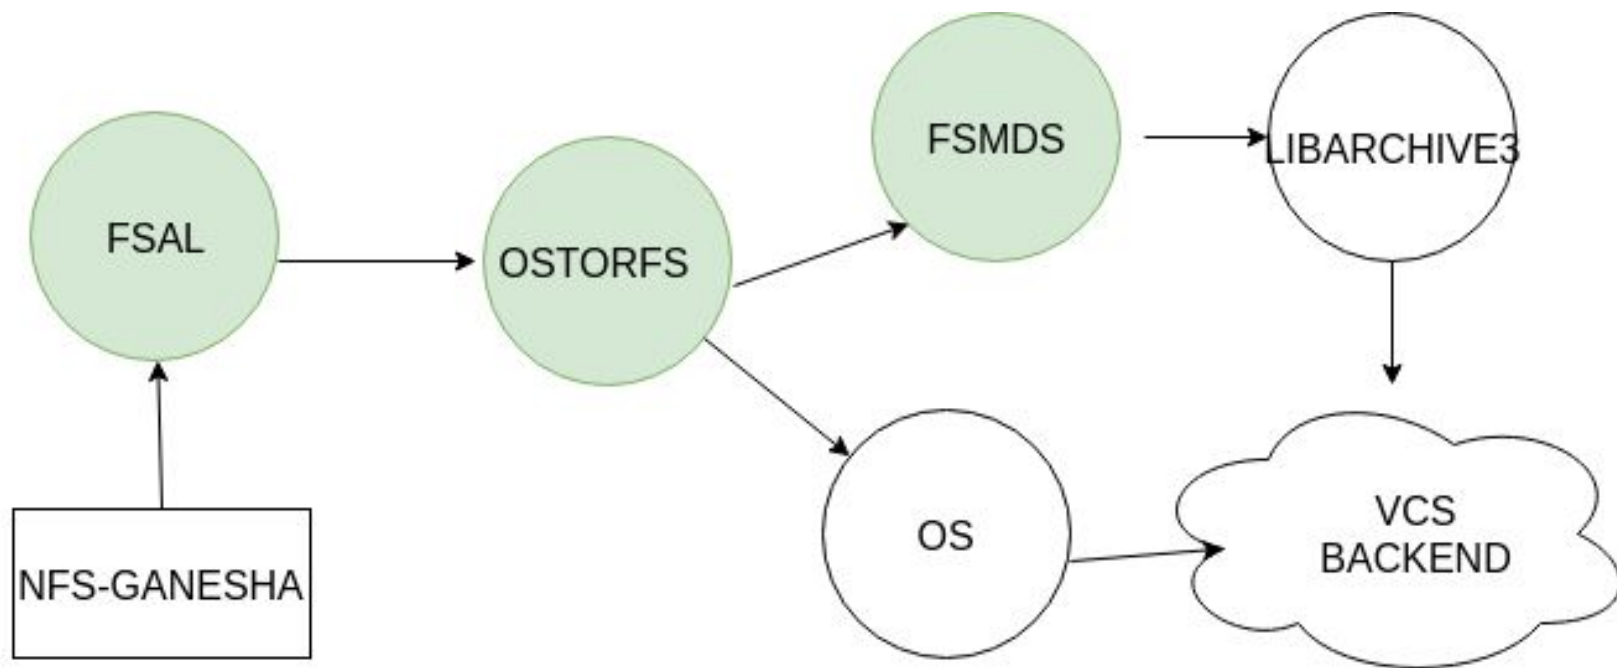 FSMDS
LIBARCHIVE3
FSAL
OSTORFS
OS
VCS
BACKEND
NFS-GANESHA